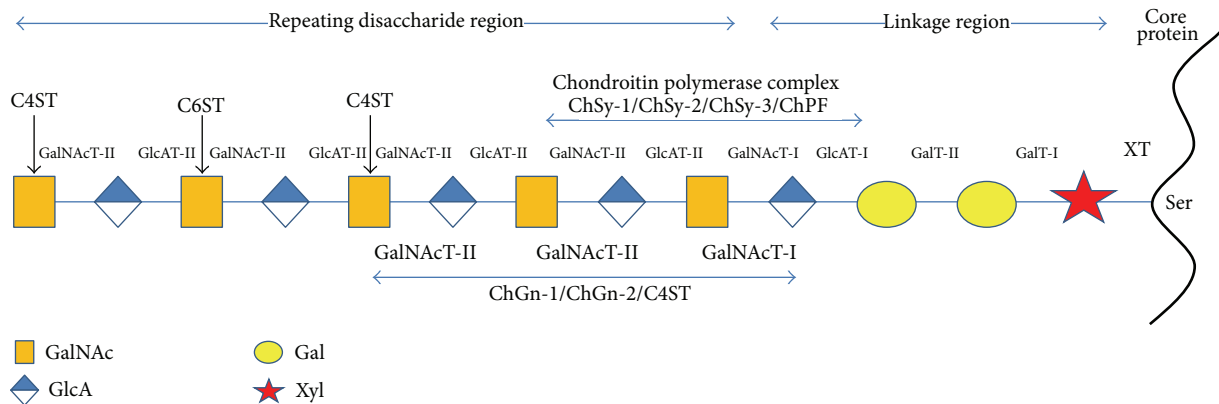 Repeating disaccharide region
Linkage region
Core
protein
Chonditin polymerase complex
ChSy-1/ChSy-2/ChSy-3/ChPF
C4ST
C6ST
C4ST
GalNAcT-II
GlcAT-II
GalNAcT-II
GlcAT-II
GalNAcT-II
GlcAT-II
GalNAcT-II
GlcAT-II
GalNAcT-I
GlcAT-I
GalT-II
GalT-I
XT
Ser
GalNAcT-II
GalNAcT-II
GalNAcT-I
ChGn-1/ChGn-2/C4ST
GalNAc
Gal
GlcA
Xyl